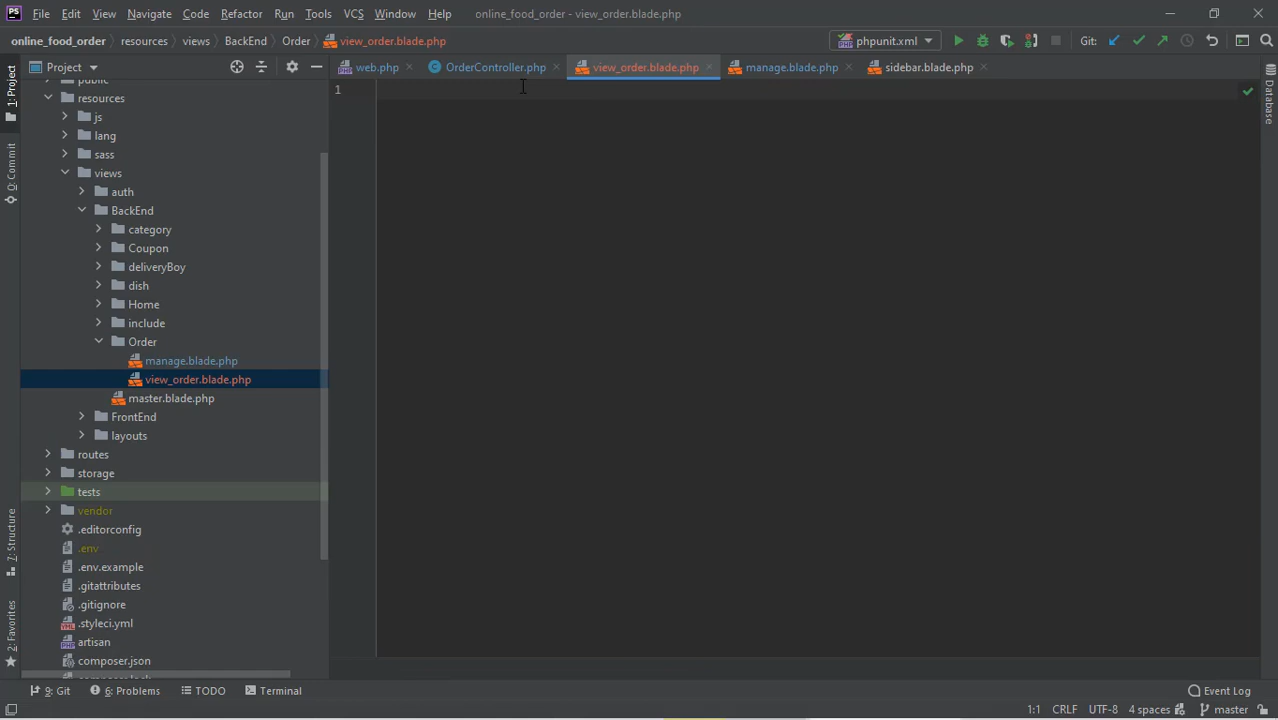 PS File Edit View Navigate Code Refactor Run Tools VCS Window Help online_food_order - view_order.blade.php
online_food_order resources views BackEnd Order view_order.blade.php phpunit.xml Git:
Project web.php OrderController.php view_order.blade.php manage.blade.php sidebar.blade.php
1: Project
0: Commit
7: Structure
2: Favorites
Database
1
public
resources
js
lang
sass
views
auth
BackEnd
category
Coupon
deliveryBoy
dish
Home
include
Order
manage.blade.php
view_order.blade.php
master.blade.php
FrontEnd
layouts
routes
storage
tests
vendor
.editorconfig
.env
.env.example
.gitattributes
.gitignore
.styleci.yml
artisan
composer.json
composer.lock
9: Git 6: Problems TODO Terminal Event Log
1:1 CRLF UTF-8 4 spaces master